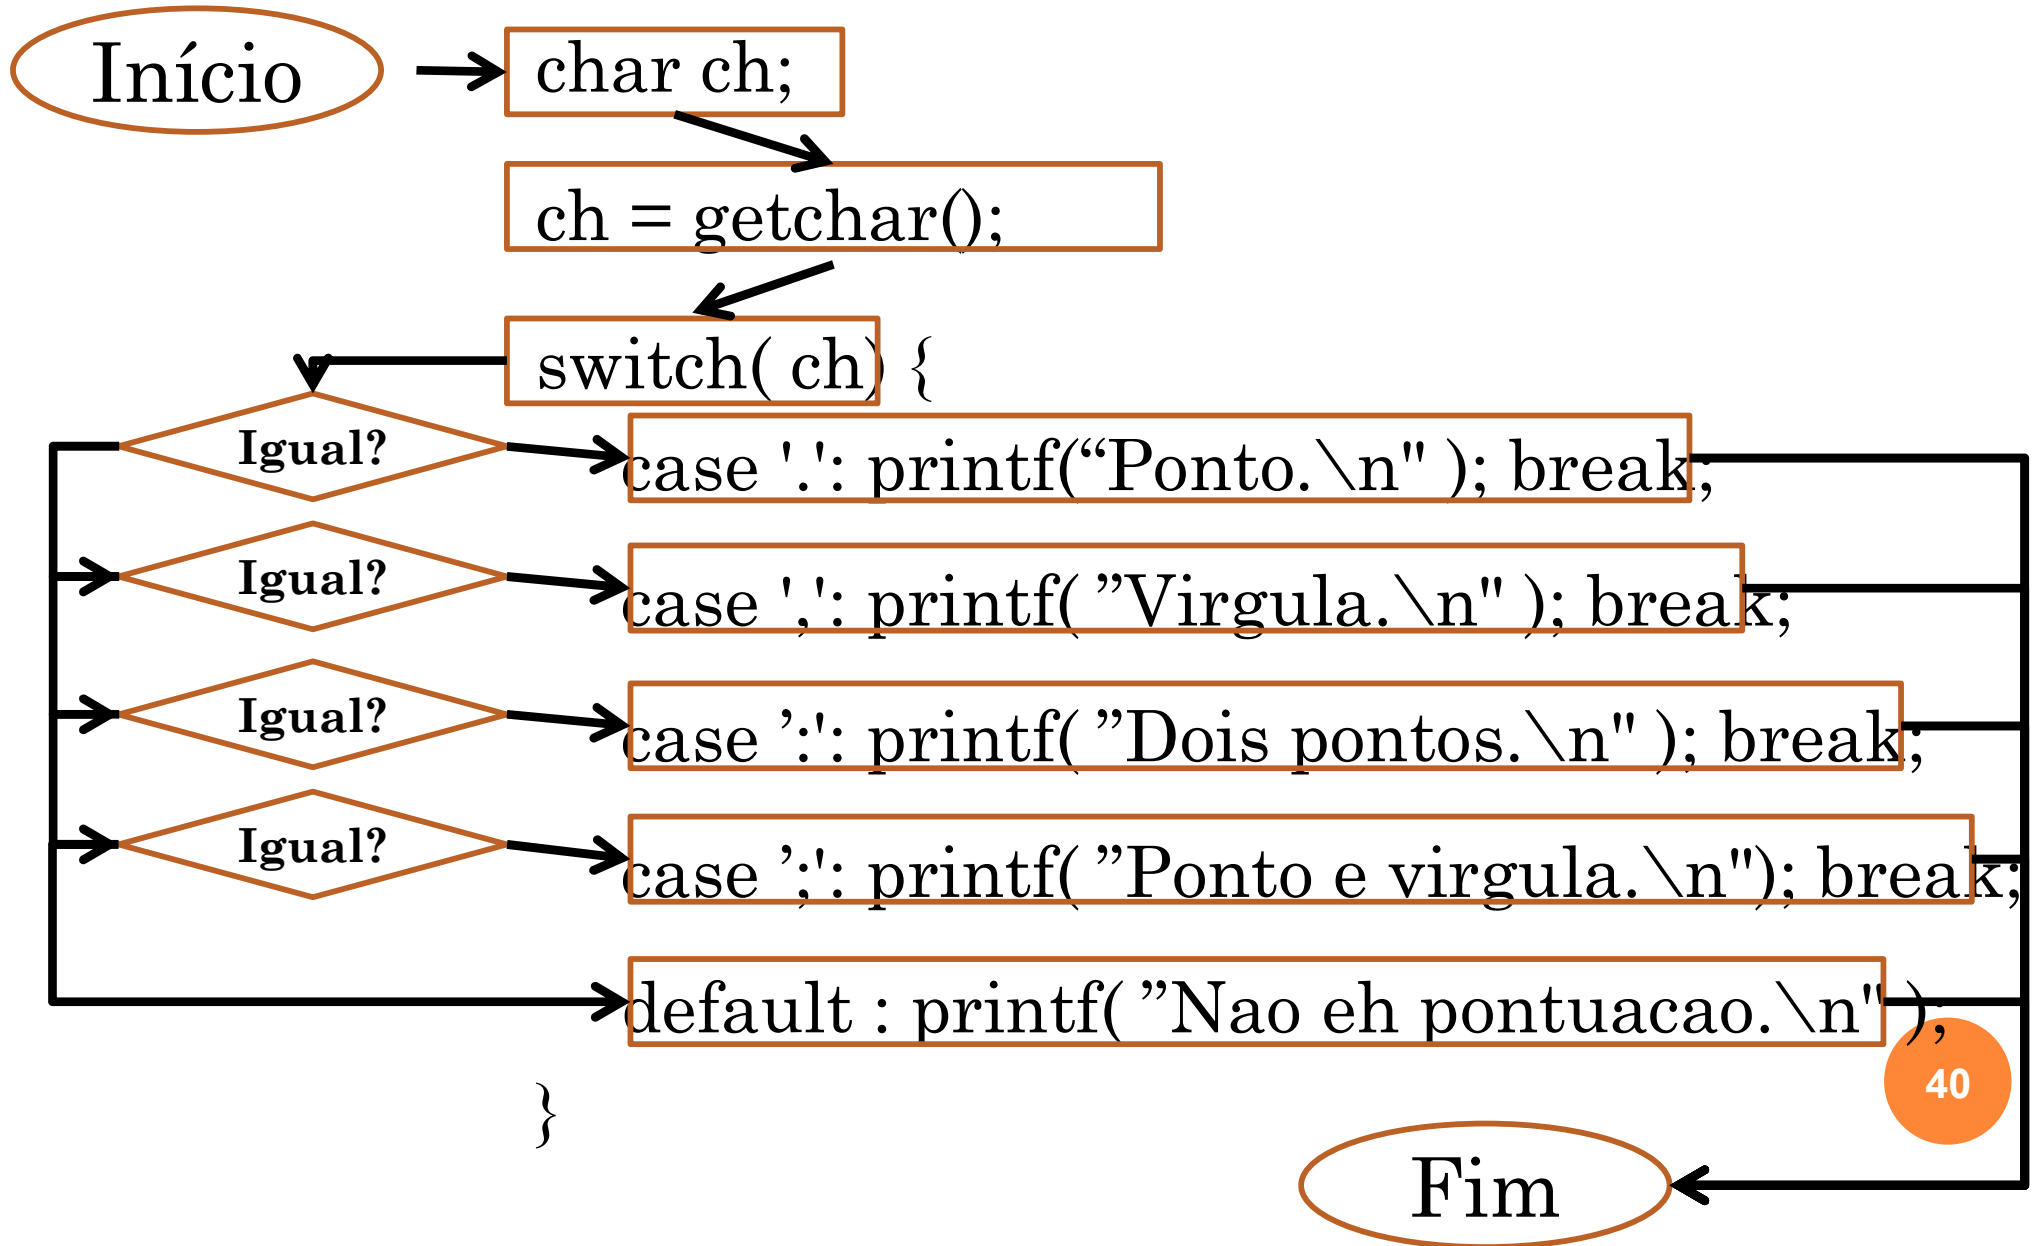 Início
char ch;
ch = getchar();
switch( ch) {
Igual?
case '.': printf(“Ponto.\n" ); break;
Igual?
case ',': printf( ”Virgula.\n" ); break;
Igual?
case ’:': printf( ”Dois pontos.\n" ); break;
Igual?
case ’;': printf( ”Ponto e virgula.\n"); break;
default : printf( ”Nao eh pontuacao.\n" );
40
}
Fim